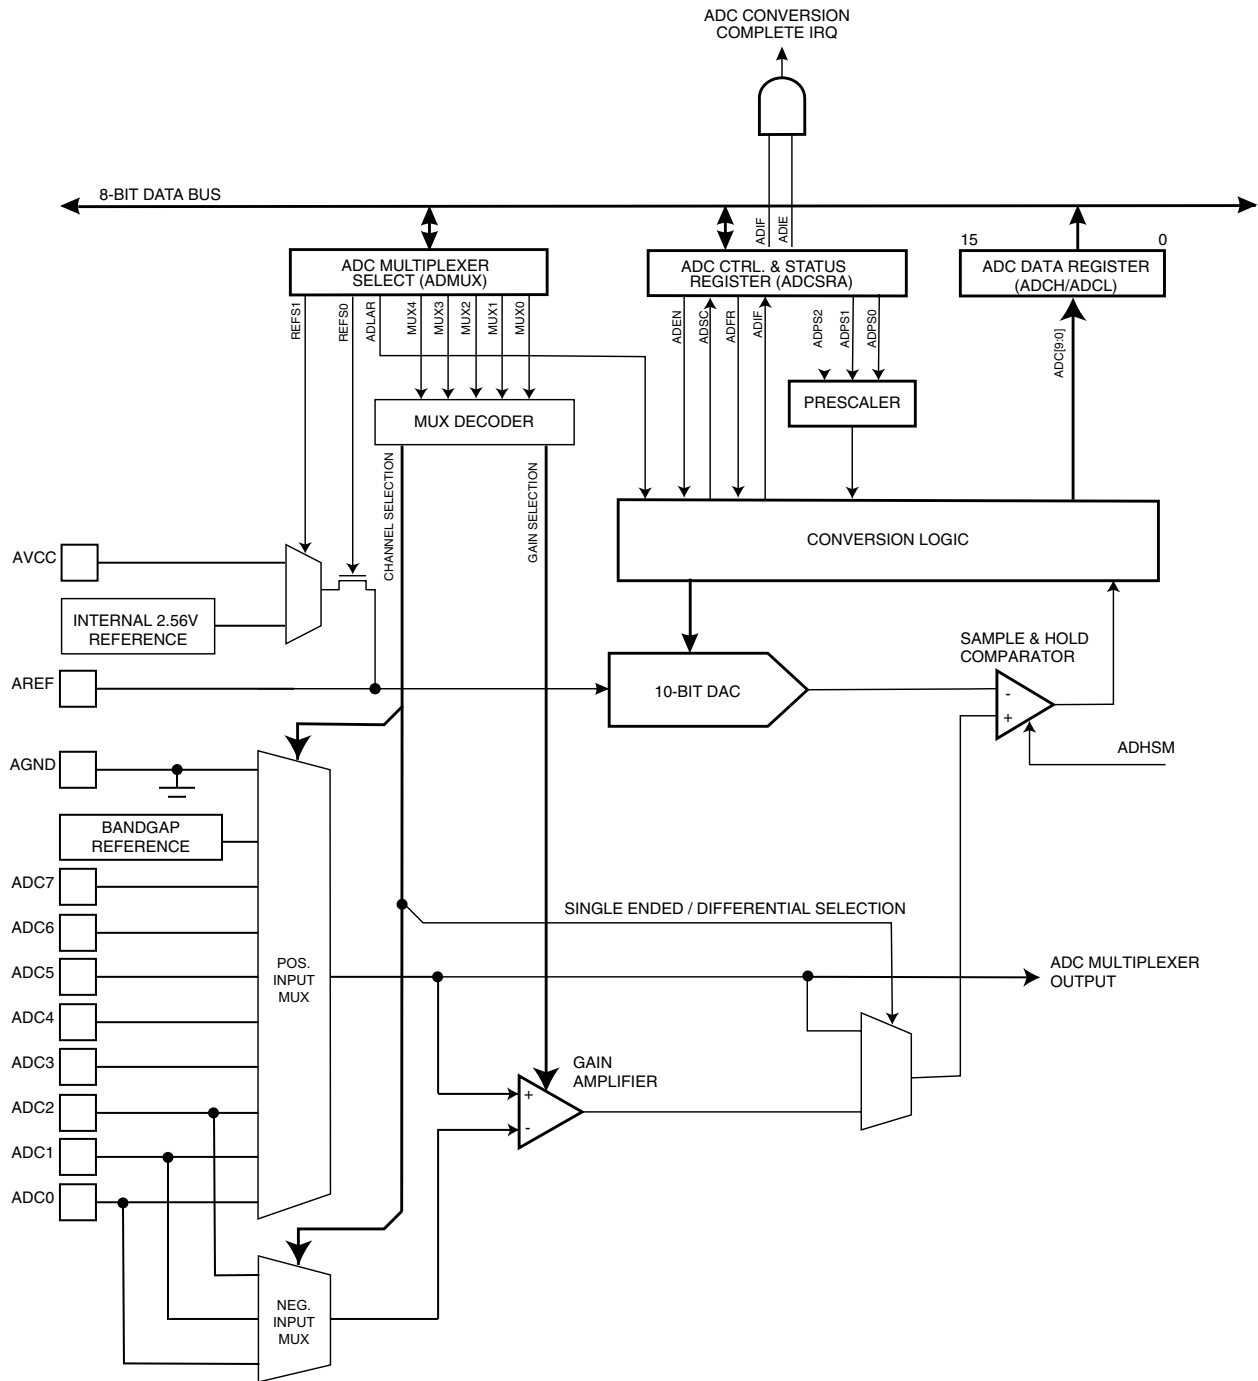 ADC CONVERSION
COMPLETE IRQ
8-BIT DATA BUS
ADIF
ADIE
15
0
ADC MULTIPLEXER
SELECT (ADMUX)
ADC CTRL. & STATUS
REGISTER (ADCSRA)
ADC DATA REGISTER
(ADCH/ADCL)
REFS1
REFS0
ADLAR
MUX4
MUX3
MUX2
MUX1
MUX0
ADEN
ADSC
ADFR
ADIF
ADPS2
ADPS1
ADPS0
ADC[9:0]
PRESCALER
MUX DECODER
CHANNEL SELECTION
GAIN SELECTION
CONVERSION LOGIC
AVCC
INTERNAL 2.56V
REFERENCE
SAMPLE & HOLD
COMPARATOR
AREF
10-BIT DAC
-
+
ADHSM
AGND
BANDGAP
REFERENCE
ADC7
SINGLE ENDED / DIFFERENTIAL SELECTION
ADC6
ADC5
POS.
INPUT
MUX
ADC MULTIPLEXER
OUTPUT
ADC4
ADC3
GAIN
AMPLIFIER
+
-
ADC2
ADC1
ADC0
NEG.
INPUT
MUX